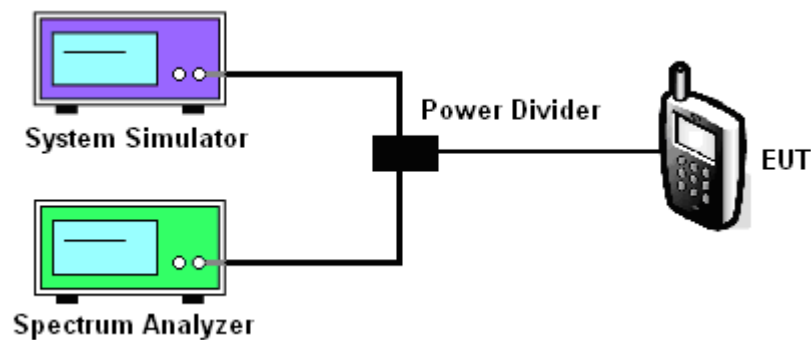 System Simulator
Power Divider
EUT
Spectrum Analyzer